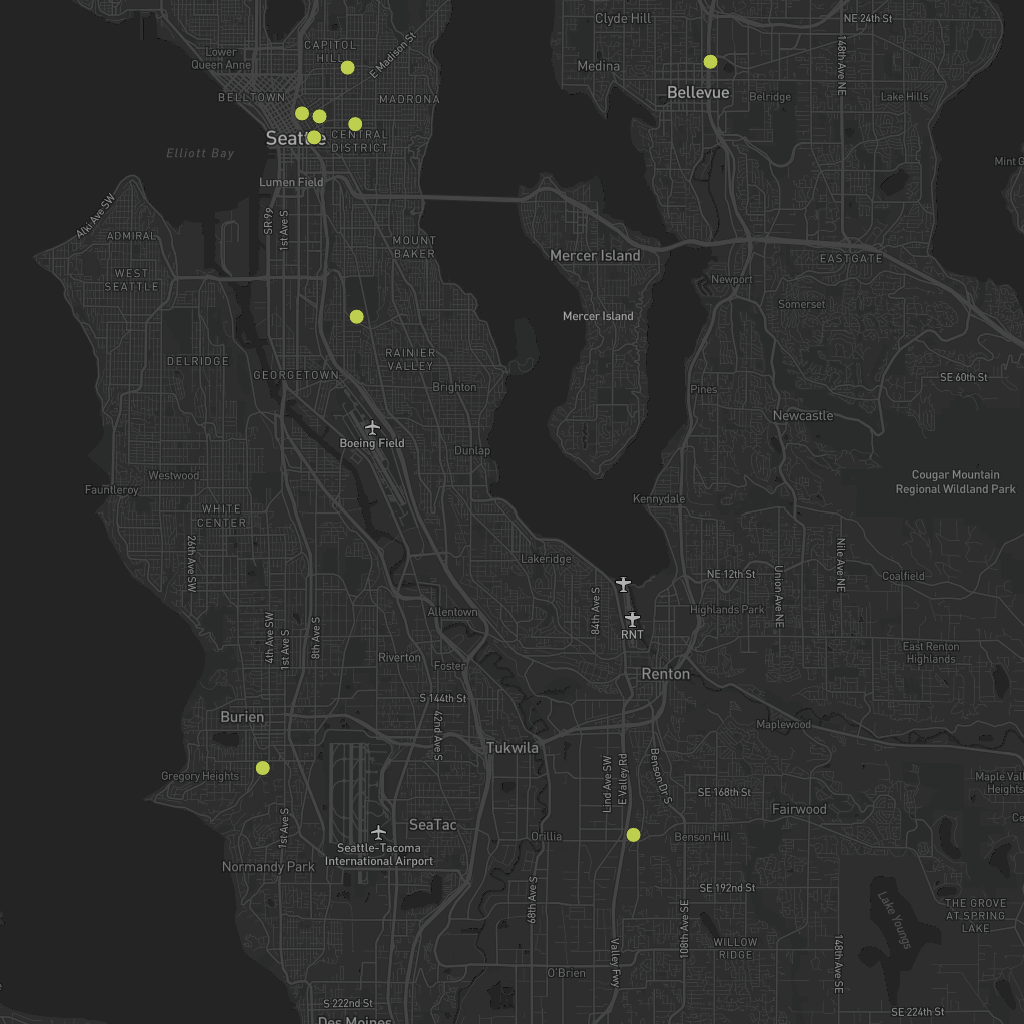 Clyde Hill
NE 24th St
Lower
Queen Anne
CAPITOL
HILL
E Madison St
148th Ave NE
Medina
Bellevue
BELLTOWN
MADRONA
Belridge
Lake Hills
Seattle
CENTRAL
DISTRICT
Elliott Bay
Lumen Field
Alki Ave SW
SR 99
1st Ave S
ADMIRAL
MOUNT
BAKER
Mercer Island
EASTGATE
WEST
SEATTLE
Newport
Somerset
Mercer Island
DELRIDGE
RAINIER
VALLEY
GEORGETOWN
Brighton
Pines
SE 60th St
Newcastle
Boeing Field
Dunlap
Westwood
Fauntleroy
Cougar Mountain
Regional Wildland Park
Kennydale
WHITE
CENTER
26th Ave SW
Lakeridge
NE 12th St
Union Ave NE
Nile Ave NE
Coalfield
84th Ave S
Allentown
Highlands Park
RNT
4th Ave SW
1st Ave S
8th Ave S
Riverton
Foster
East Renton
Highlands
Renton
S 144th St
Burien
42nd Ave S
Maplewood
Tukwila
Gregory Heights
Lind Ave SW
E Valley Rd
Benson Dr S
SE 168th St
Fairwood
Heights
1st Ave S
SeaTac
Orillia
Benson Hill
Seattle-Tacoma
International Airport
Normandy Park
SE 192nd St
68th Ave S
108th Ave SE
Lake Youngs
THE GROVE
AT SPRING
LAKE
Valley Fwy
WILLOW
RIDGE
148th Ave SE
O'Brien
S 222nd St
SE 224th St
Des Moines